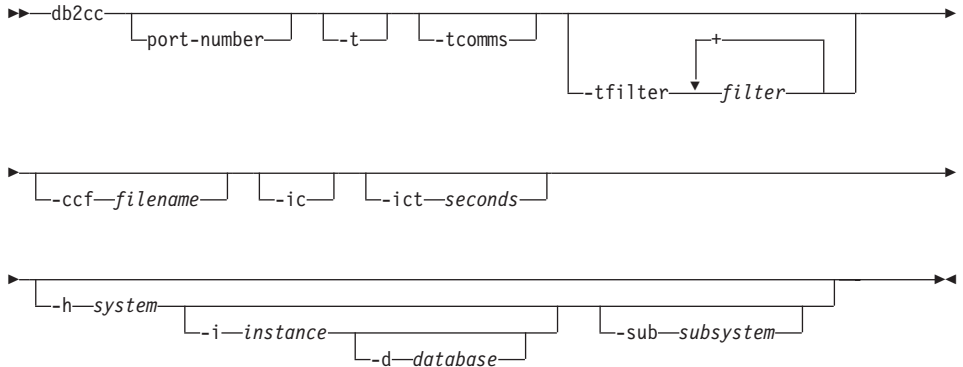 db2cc
port-number -t -tcomms +
-tfilter filter
-ccf filename -ic -ict seconds
-h system
-i instance -sub subsystem
-d database